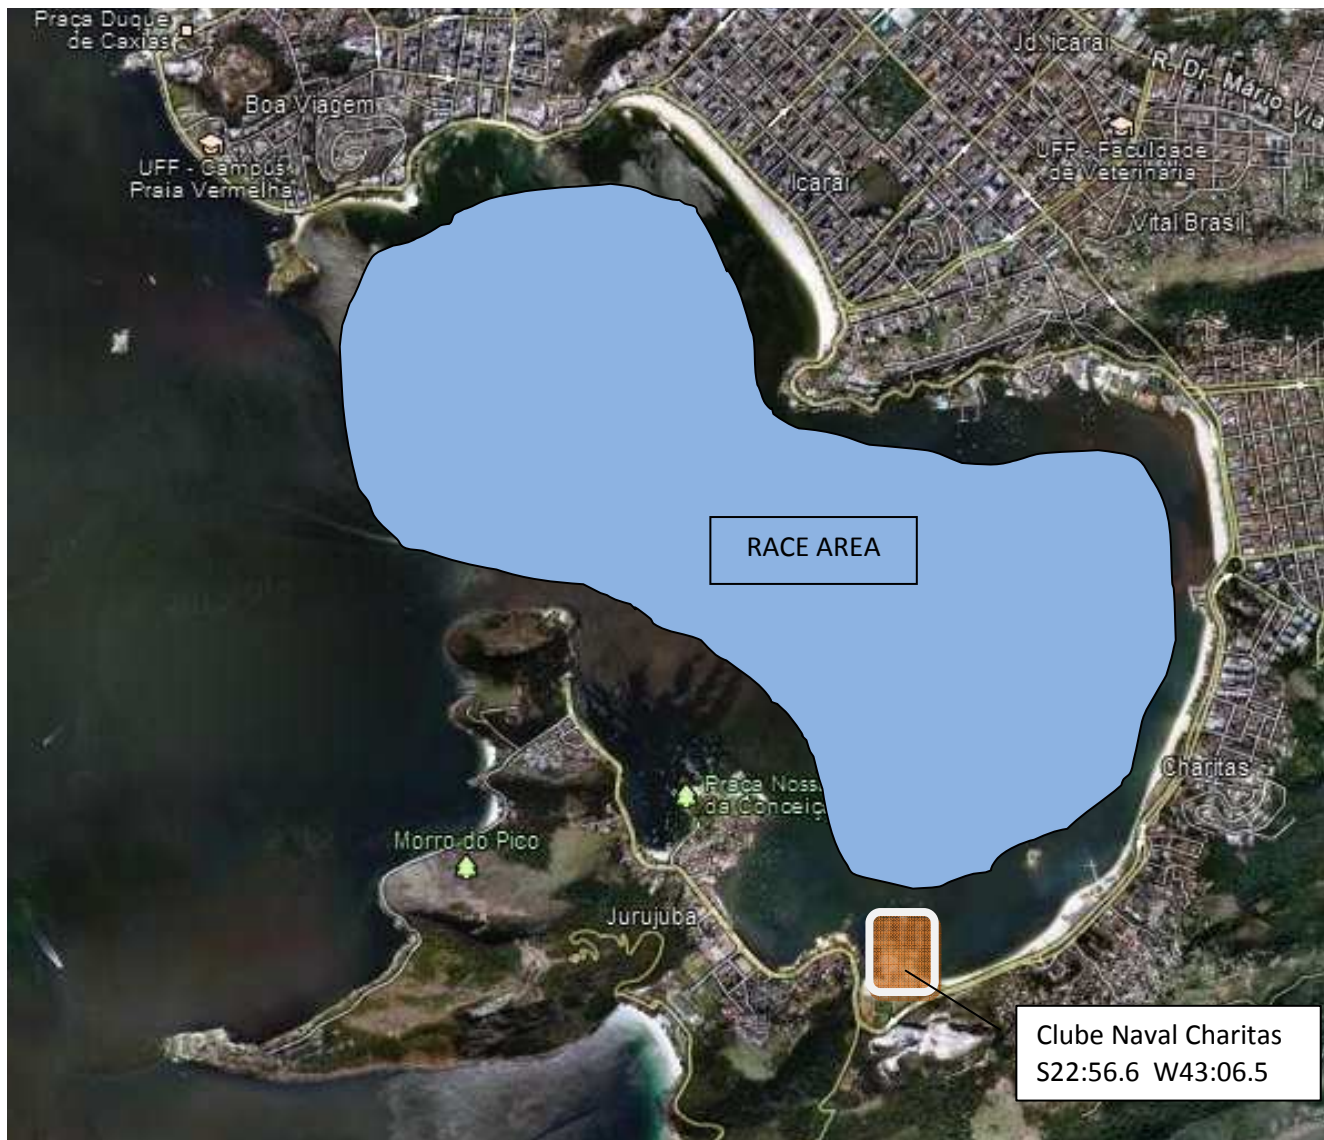 Praça Duque
de Caxias
Jd. Icaraí
R. Dr. Mário Via
Boa Viagem
UFF - Campus
Praia Vermelha
UFF - Faculdade
de Veterinária
Icaraí
Vital Brasil
RACE AREA
Charitas
Praça Noss
da Conceiç
Morro do Pico
Jurujuba
Clube Naval Charitas
S22:56.6 W43:06.5